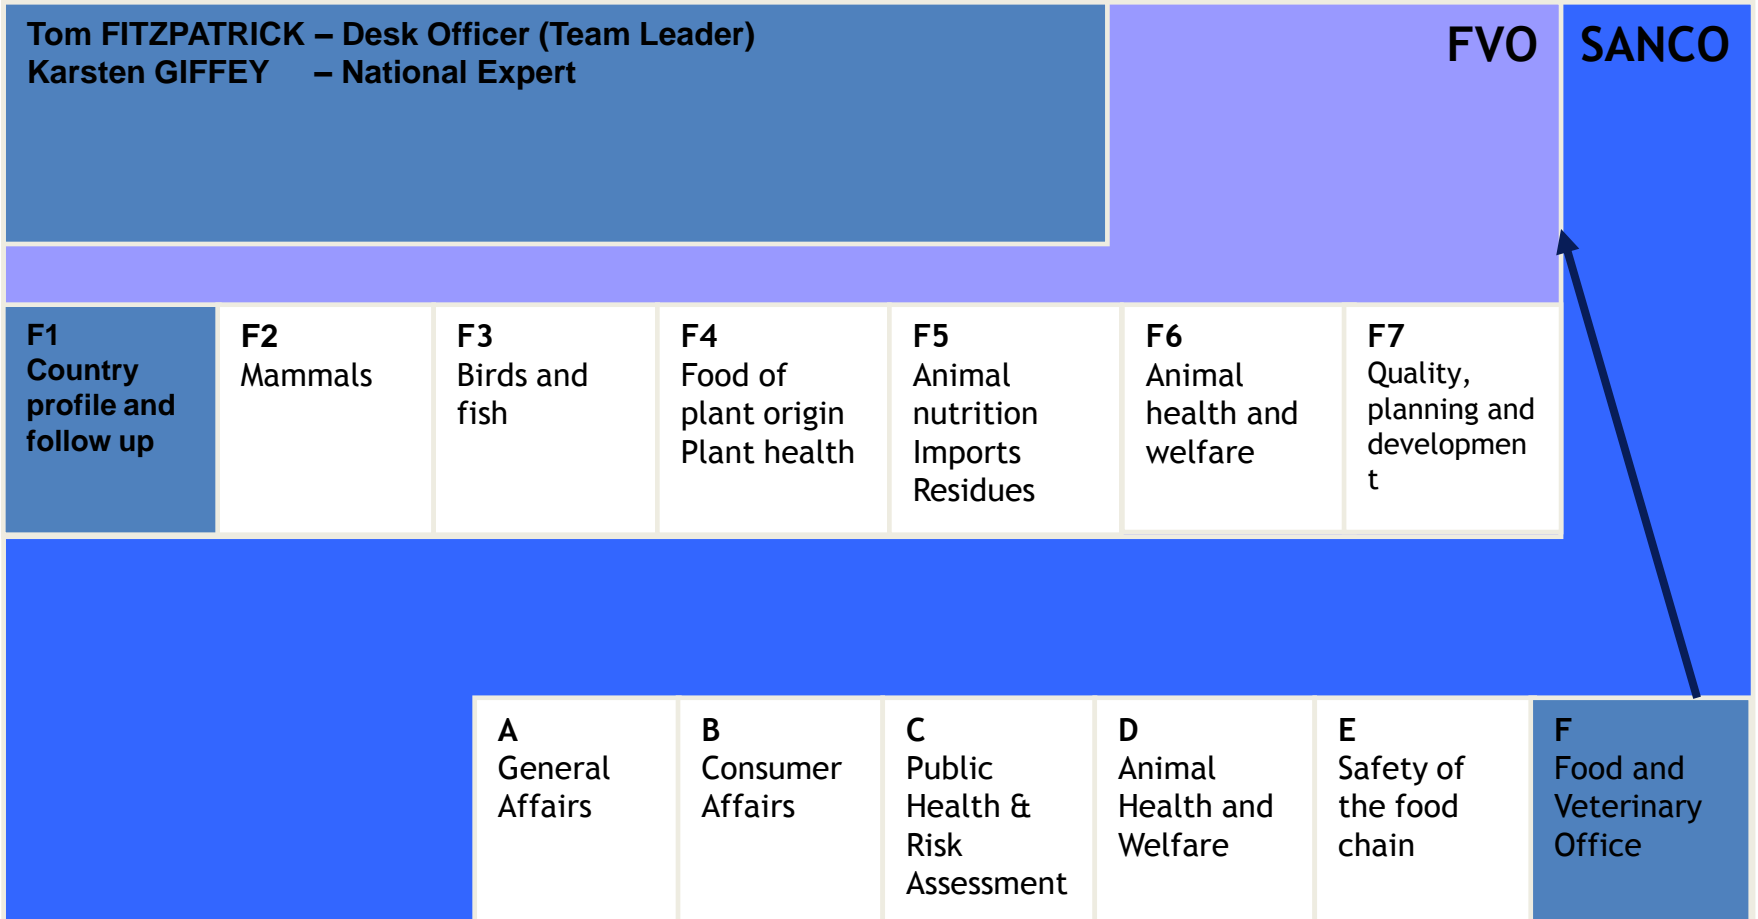 Tom FITZPATRICK – Desk Officer (Team Leader)
Karsten GIFFEY – National Expert
FVO
SANCO
F1
Country
profile and
follow up
F2
Mammals
F3
Birds and
fish
F4
Food of
plant origin
Plant health
F5
Animal
nutrition
Imports
Residues
F6
Animal
health and
welfare
F7
Quality,
planning and
developmen
t
A
General
Affairs
B
Consumer
Affairs
C
Public
Health &
Risk
Assessment
D
Animal
Health and
Welfare
E
Safety of
the food
chain
F
Food and
Veterinary
Office